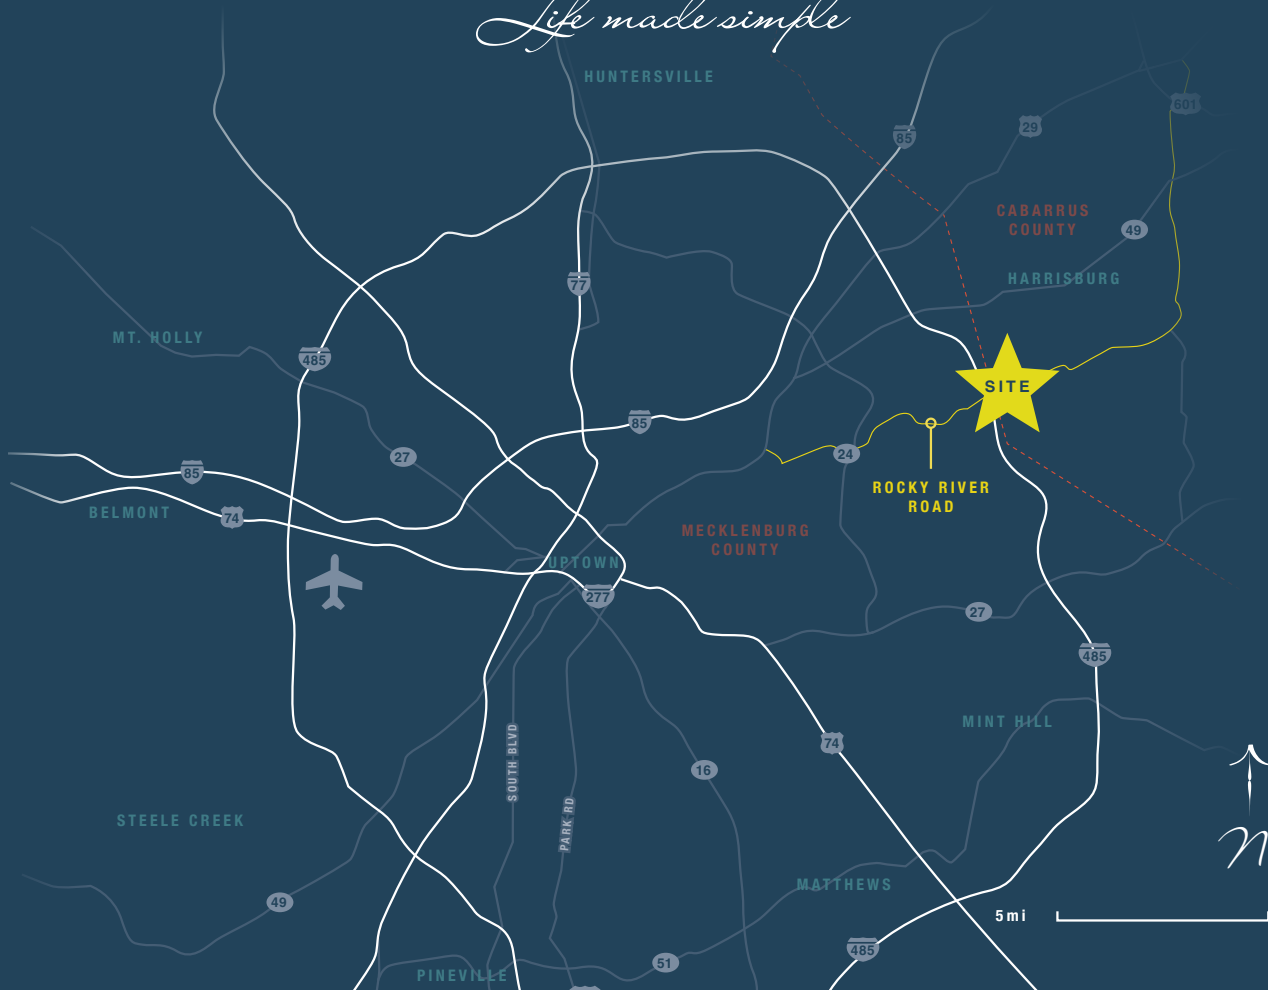 Life made simple
HUNTERSVILLE
601
29
85
CABARRUS
COUNTY
49
HARRISBURG
77
MT. HOLLY
485
SITE
85
27
24
85
ROCKY RIVER
ROAD
BELMONT
74
MECKLENBURG
COUNTY
UPTOWN
277
27
485
MINT HILL
SOUTH BLVD
74
16
PARK RD
STEELE CREEK
N
MATTHEWS
49
5mi
485
51
PINEVILLE